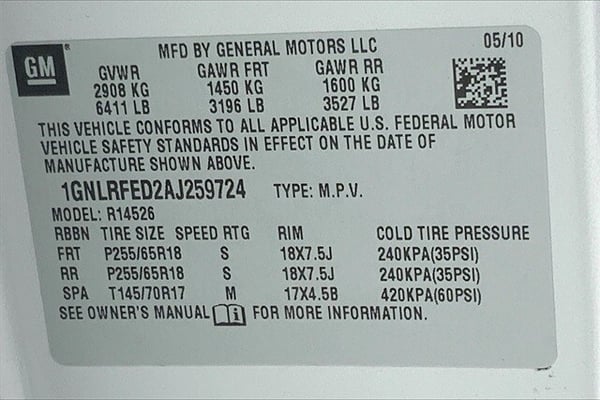 GM
MFD BY GENERAL MOTORS LLC 05/10
GVWR GAWR FRT GAWR RR
2908 KG 1450 KG 1600 KG
6411 LB 3196 LB 3527 LB
THIS VEHICLE CONFORMS TO ALL APPLICABLE U.S. FEDERAL MOTOR
VEHICLE SAFETY STANDARDS IN EFFECT ON THE DATE OF
MANUFACTURE SHOWN ABOVE.
1GNLRFED2AJ259724 TYPE: M.P.V.
MODEL: R14526
RBBN TIRE SIZE SPEED RTG RIM COLD TIRE PRESSURE
FRT P255/65R18 S 18X7.5J 240KPA(35PSI)
RR P255/65R18 S 18X7.5J 240KPA(35PSI)
SPA T145/70R17 M 17X4.5B 420KPA(60PSI)
SEE OWNER'S MANUAL i FOR MORE INFORMATION.